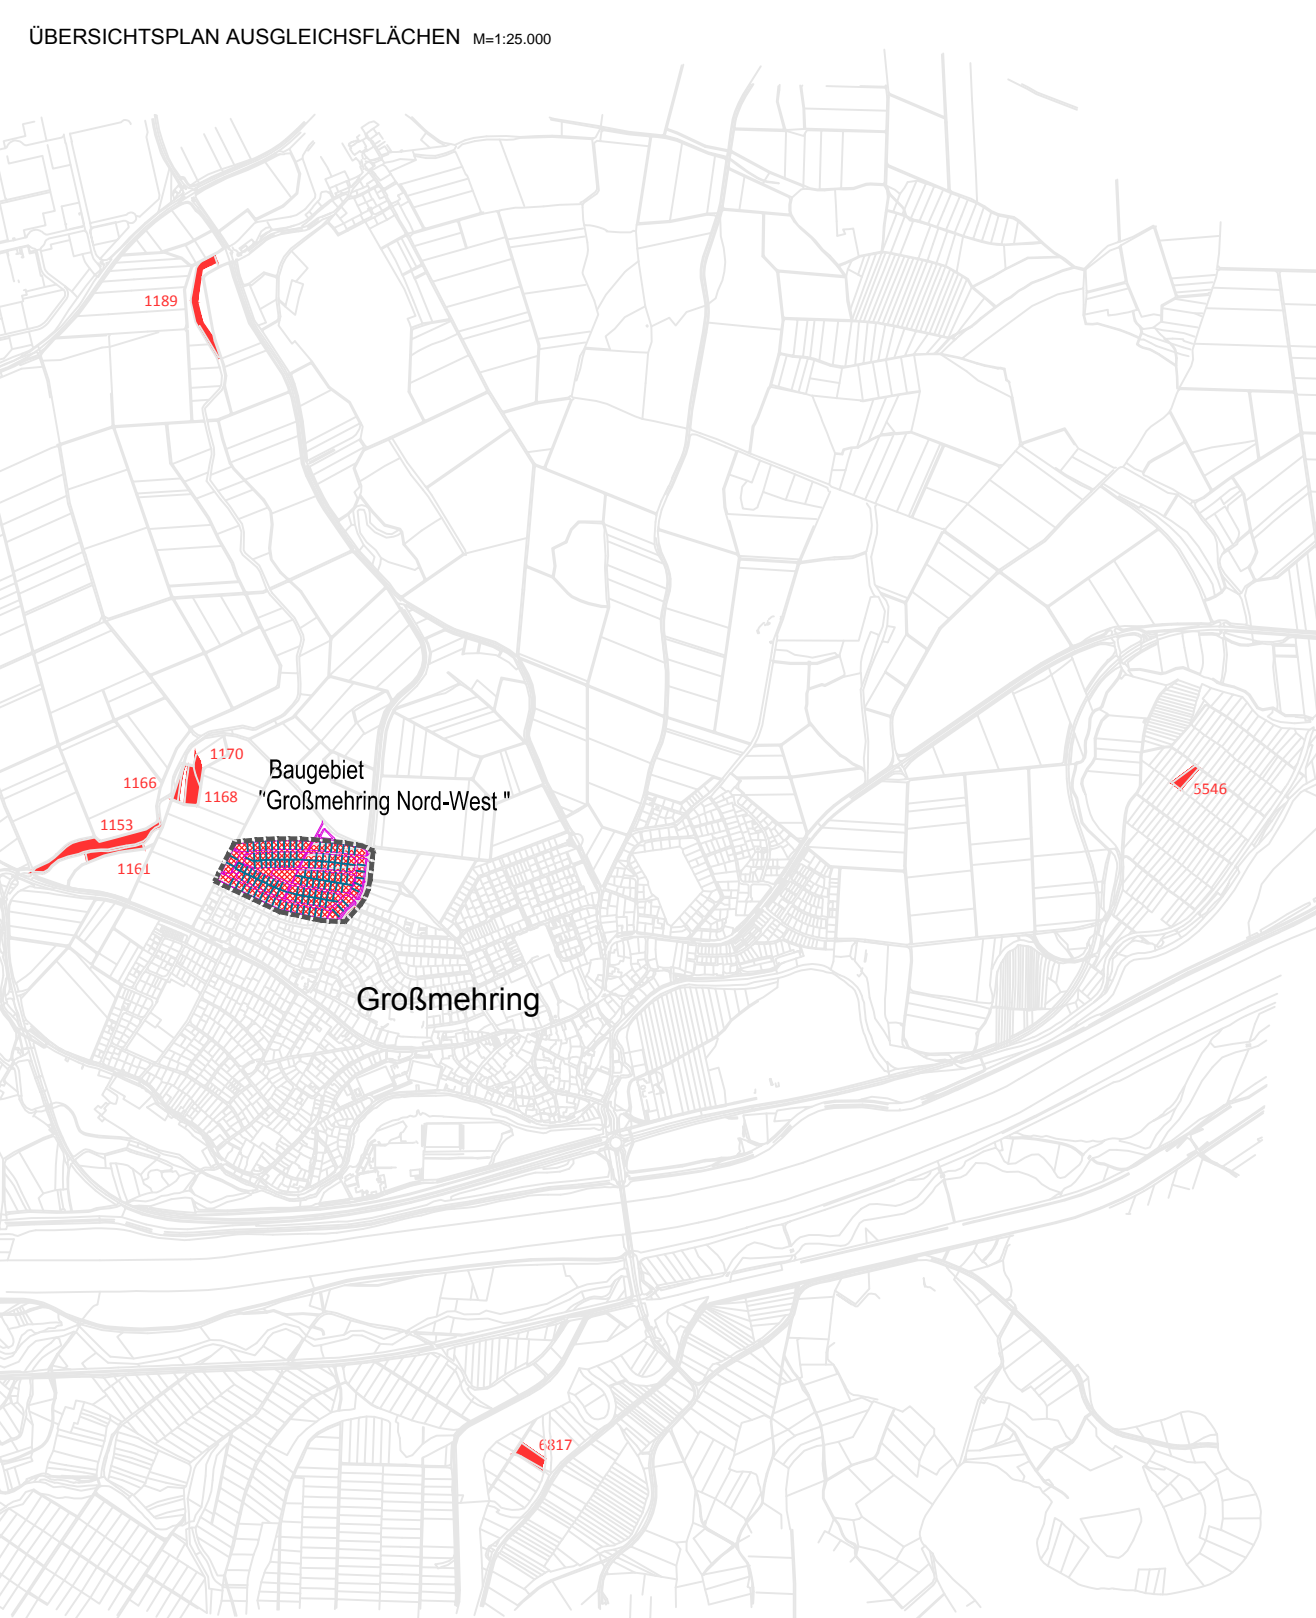 ÜBERSICHTSPLAN AUSGLEICHSFLÄCHEN M=1:25.000
1189
1170
1166
1168
Baugebiet
"Großmehring Nord-West "
5546
1153
1161
Großmehring
6817